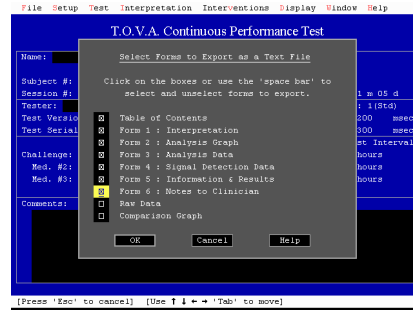 File Setup Test Interpretation Interventions Display Window Help
T.O.V.A. Continuous Performance Test
Name:
Select Forms to Export as a Text File
Subject #:
Click on the boxes or use the 'space bar' to
Session #:
select and unselect forms to export.
1 m 05 d
Tester:
: 1(Std)
Test Versio
Table of Contents
200 msec
Test Serial
Form 1 : Interpretation
300 msec
Form 2 : Analysis Graph
st Interval
Challenge:
Form 3 : Analysis Data
hours
Med. #2:
Form 4 : Signal Detection Data
hours
Med. #3:
Form 5 : Information & Results
hours
Form 6 : Notes to Clinician
Comments:
Raw Data
Comparison Graph
OK Cancel Help
[Press 'Esc' to cancel] [Use ↑ ↓ ← → 'Tab' to move]